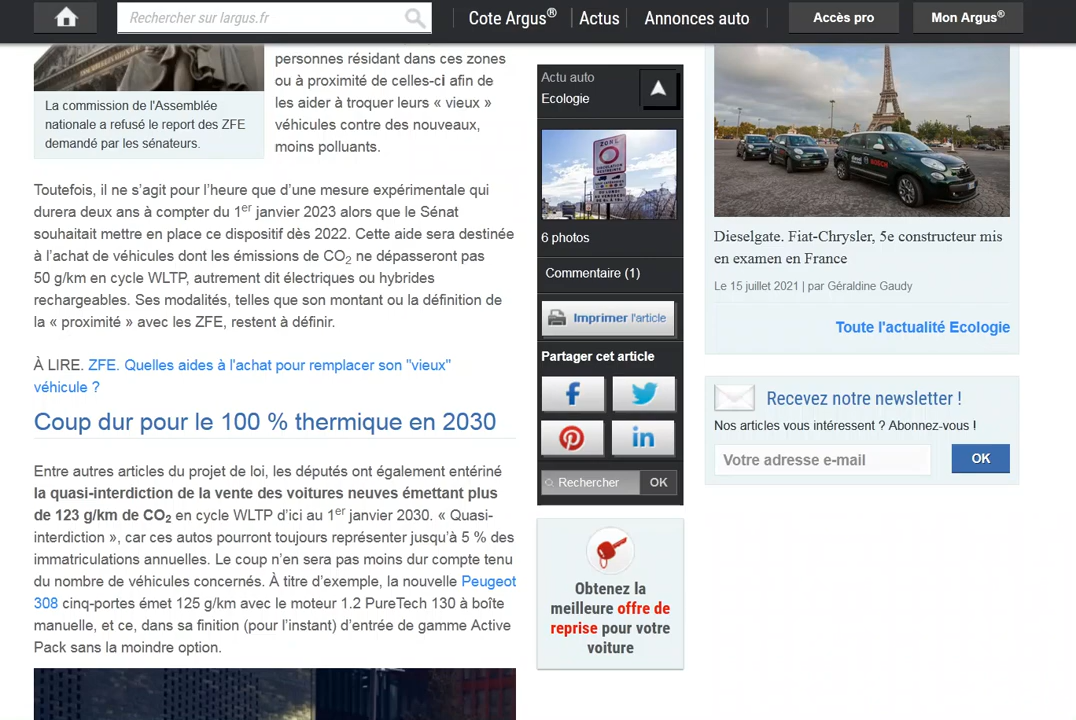 Rechercher sur largus.fr
Cote Argus®
Actus
Annonces auto
Accès pro
Mon Argus®
La commission de l'Assemblée
nationale a refusé le report des ZFE
demandé par les sénateurs.
personnes résidant dans ces zones
ou à proximité de celles-ci afin de
les aider à troquer leurs « vieux »
véhicules contre des nouveaux,
moins polluants.
Toutefois, il ne s’agit pour l’heure que d’une mesure expérimentale qui
durera deux ans à compter du 1er janvier 2023 alors que le Sénat
souhaitait mettre en place ce dispositif dès 2022. Cette aide sera destinée
à l’achat de véhicules dont les émissions de CO2 ne dépasseront pas
50 g/km en cycle WLTP, autrement dit électriques ou hybrides
rechargeables. Ses modalités, telles que son montant ou la définition de
la « proximité » avec les ZFE, restent à définir.
À LIRE. ZFE. Quelles aides à l'achat pour remplacer son "vieux"
véhicule ?
Coup dur pour le 100 % thermique en 2030
Entre autres articles du projet de loi, les députés ont également entériné
la quasi-interdiction de la vente des voitures neuves émettant plus
de 123 g/km de CO2 en cycle WLTP d’ici au 1er janvier 2030. « Quasi-
interdiction », car ces autos pourront toujours représenter jusqu’à 5 % des
immatriculations annuelles. Le coup n’en sera pas moins dur compte tenu
du nombre de véhicules concernés. À titre d’exemple, la nouvelle Peugeot
308 cinq-portes émet 125 g/km avec le moteur 1.2 PureTech 130 à boîte
manuelle, et ce, dans sa finition (pour l’instant) d’entrée de gamme Active
Pack sans la moindre option.
Actu auto
Ecologie
ZONE
6 photos
Commentaire (1)
Imprimer l'article
Partager cet article
Rechercher
OK
Obtenez la
meilleure offre de
reprise pour votre
voiture
BOSCH
Dieselgate. Fiat-Chrysler, 5e constructeur mis
en examen en France
Le 15 juillet 2021 | par Géraldine Gaudy
Toute l'actualité Ecologie
Recevez notre newsletter !
Nos articles vous intéressent ? Abonnez-vous !
Votre adresse e-mail
OK